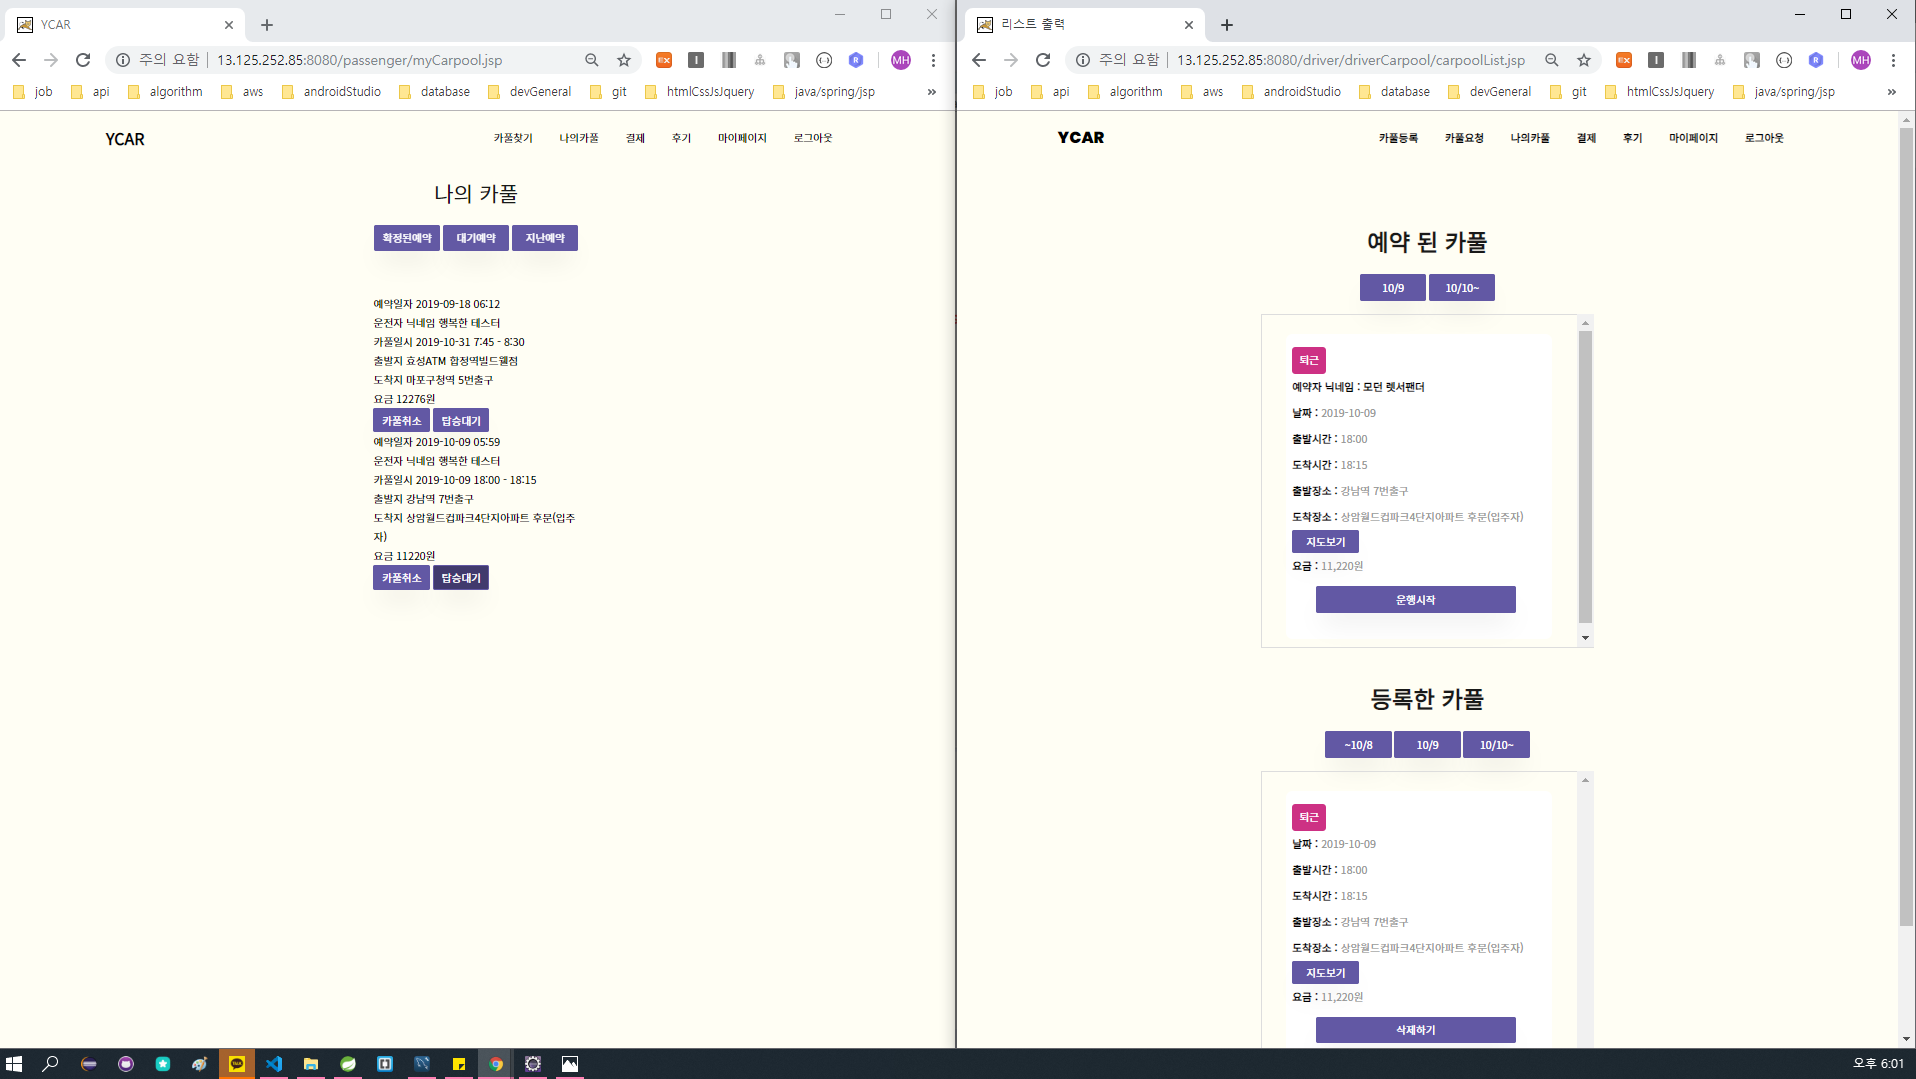 YCAR
주의 요함
13.125.252.85:8080/passenger/myCarpool.jsp
MH
job
api
algorithm
aws
androidStudio
database
devGeneral
git
htmlCssJsJquery
java/spring/jsp
»
YCAR
카풀찾기
나의카풀
결제
후기
마이페이지
로그아웃
나의 카풀
확정된예약
대기예약
지난예약
예약일자 2019-09-18 06:12
운전자 닉네임 행복한 테스터
카풀일시 2019-10-31 7:45 - 8:30
출발지 효성ATM 합정역빌드웰점
도착지 마포구청역 5번출구
요금 12276원
카풀취소
탑승대기
예약일자 2019-10-09 05:59
운전자 닉네임 행복한 테스터
카풀일시 2019-10-09 18:00 - 18:15
출발지 강남역 7번출구
도착지 상암월드컵파크4단지아파트 후문(입주
자)
요금 11220원
카풀취소
탑승대기
리스트 출력
주의 요함
13.125.252.85:8080/driver/driverCarpool/carpoolList.jsp
MH
job
api
algorithm
aws
androidStudio
database
devGeneral
git
htmlCssJsJquery
java/spring/jsp
»
YCAR
카풀등록
카풀요청
나의카풀
결제
후기
마이페이지
로그아웃
예약 된 카풀
10/9
10/10~
퇴근
예약자 닉네임 : 모던 렛서팬더
날짜 : 2019-10-09
출발시간 : 18:00
도착시간 : 18:15
출발장소 : 강남역 7번출구
도착장소 : 상암월드컵파크4단지아파트 후문(입주자)
지도보기
요금 : 11,220원
운행시작
등록한 카풀
~10/8
10/9
10/10~
퇴근
날짜 : 2019-10-09
출발시간 : 18:00
도착시간 : 18:15
출발장소 : 강남역 7번출구
도착장소 : 상암월드컵파크4단지아파트 후문(입주자)
지도보기
요금 : 11,220원
삭제하기
오후 6:01